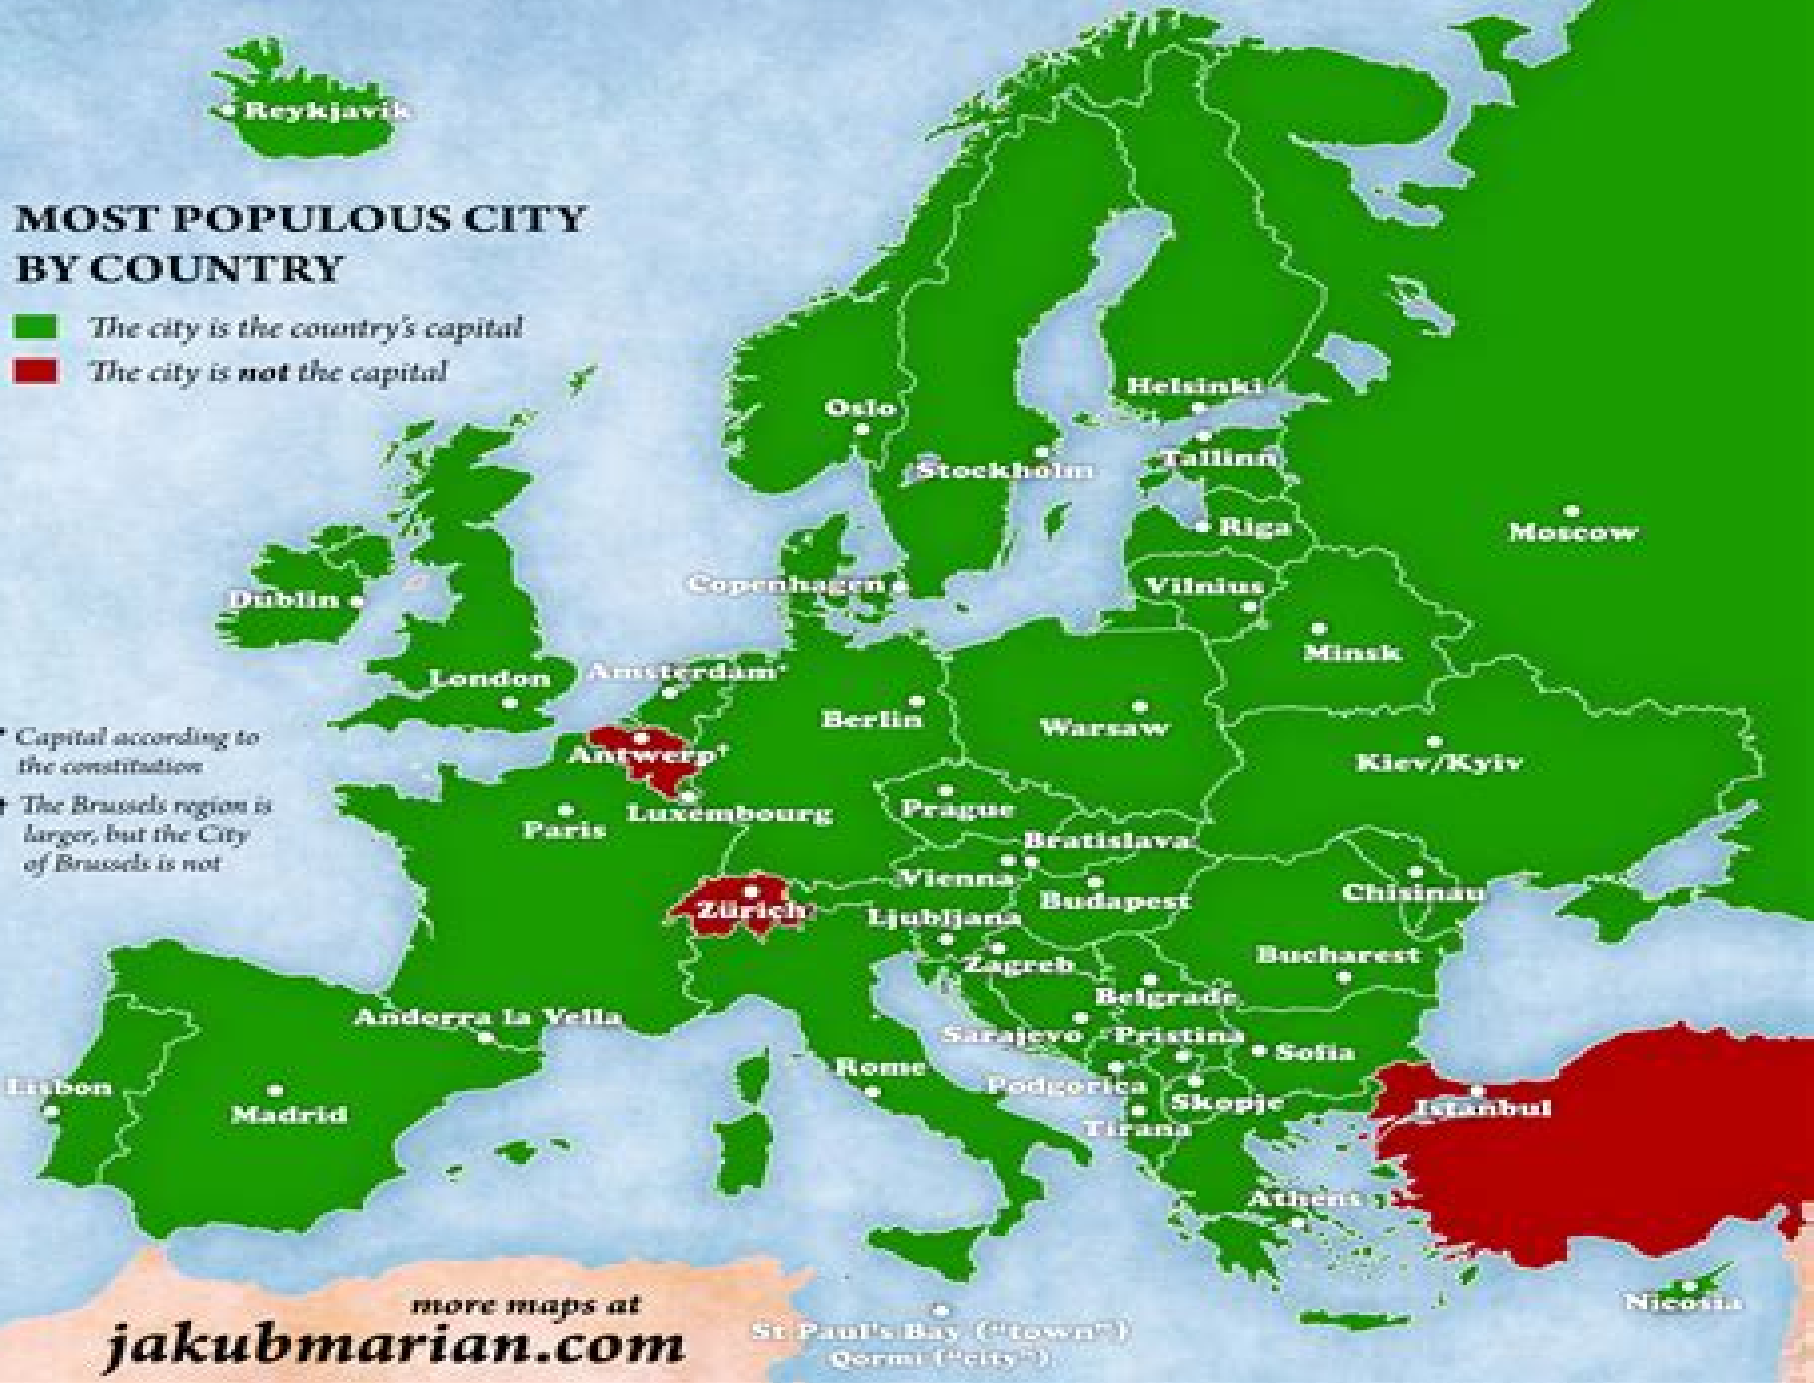 Reykjavik
MOST POPULOUS CITY
BY COUNTRY
The city is the country's capital
The city is not the capital
Helsinki
Oslo
Tallinn
Stockholm
Moscow
Riga
Copenhagen
Vilnius
Dublin
Minsk
London
Amsterdam*
Berlin
Warsaw
* Capital according to
the constitution
Antwerp†
Kiev/Kyiv
† The Brussels region is
larger, but the City
of Brussels is not
Luxembourg
Prague
Paris
Bratislava
Vienna
Chisinau
Budapest
Zürich
Ljubljana
Bucharest
Zagreb
Belgrade
Andorra la Vella
Sarajevo
Pristina
Sofia
Rome
Lisbon
Podgorica
Skopje
Madrid
Istanbul
Tirana
Athens
Nicosia
more maps at
jakubmarian.com
St Paul's Bay ("town")
Qormi ("city")